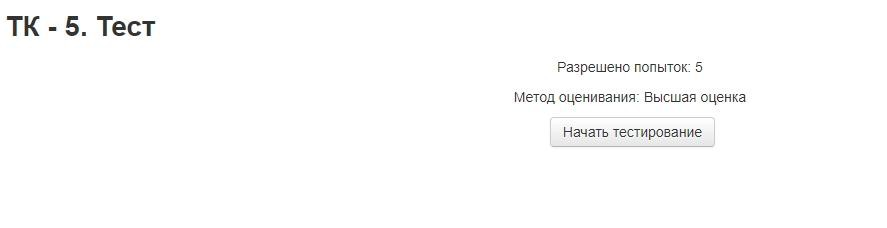 ТК - 5. Тест
Разрешено попыток: 5
Метод оценивания: Высшая оценка
Начать тестирование